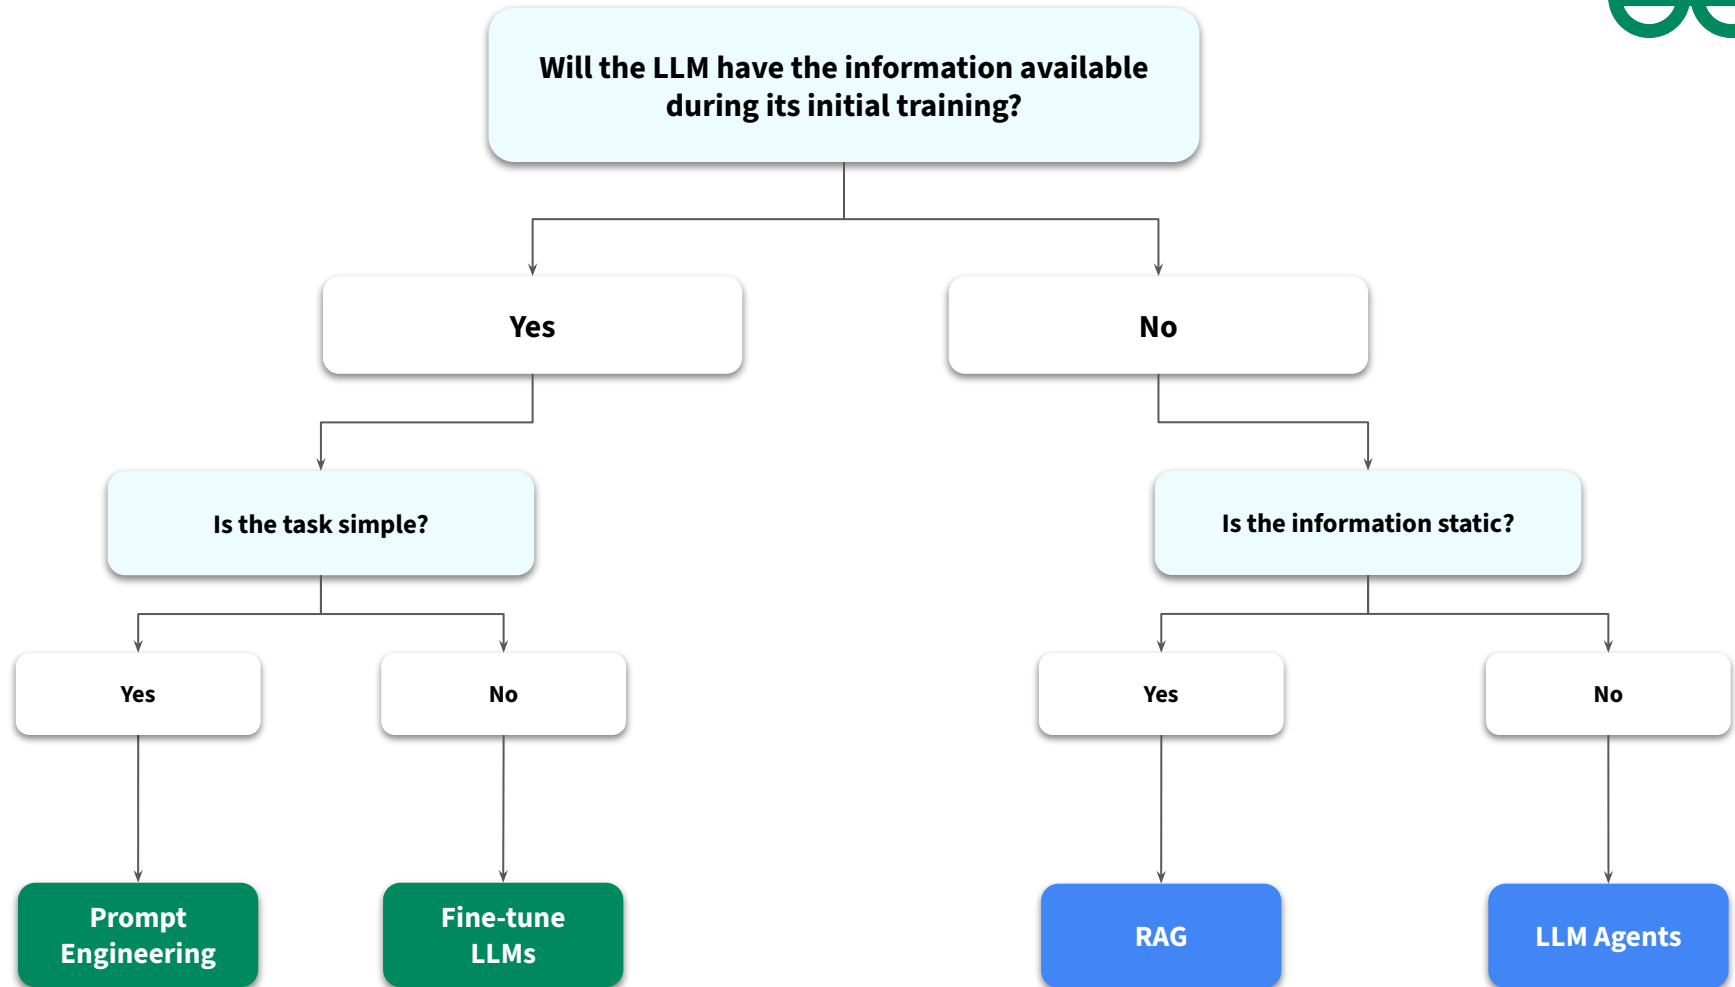 Will the LLM have the information available
during its initial training?
Yes
No
Is the task simple?
Is the information static?
Yes
No
Yes
No
Prompt
Engineering
Fine-tune
LLMs
RAG
LLM Agents